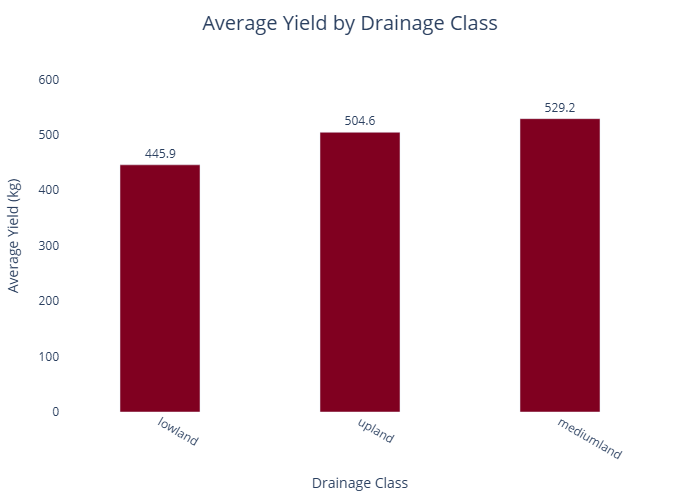 Average Yield by Drainage Class
600
500
400
300
200
100
0
Average Yield (kg)
445.9
504.6
529.2
lowland
upland
mediumland
Drainage Class